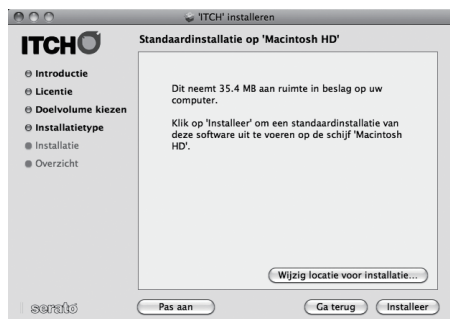 'ITCH' installeren
ITCH
Standaardinstallatie op 'Macintosh HD'
Introductie
Licentie
Doelvolume kiezen
Installatietype
Installatie
Overzicht
Dit neemt 35.4 MB aan ruimte in beslag op uw
computer.
Klik op 'Installeer' om een standaardinstallatie van
deze software uit te voeren op de schijf 'Macintosh
HD'.
Wijzig locatie voor installatie...
serato
Pas aan
Ga terug
Installeer